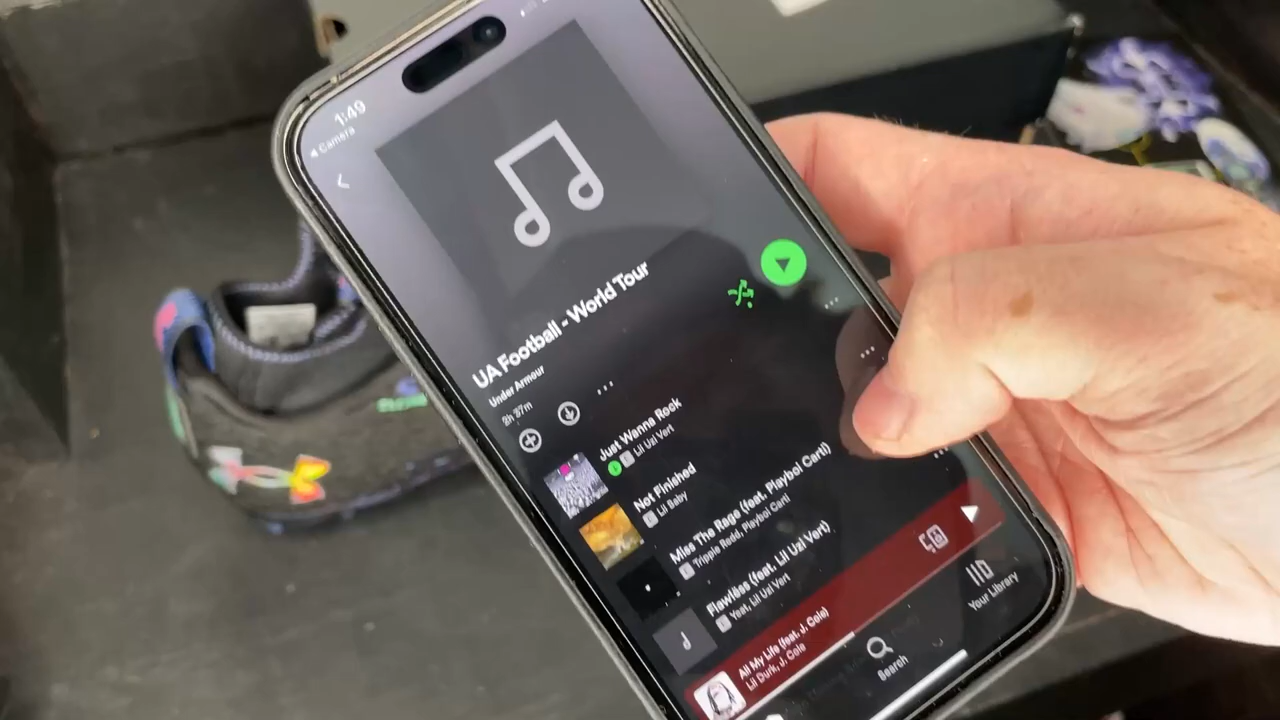 1:49
Camera
UA Football - World Tour
Under Armour
2h 37m
Just Wanna Rock
Lil Uzi Vert
Not Finished
Lil Baby
Miss The Rage (feat. Playboi Carti)
Trippie Redd, Playboi Carti
Flawlëss (feat. Lil Uzi Vert)
Yeat, Lil Uzi Vert
All My Life (feat. J. Cole)
Lil Durk, J. Cole
Search
Your Library